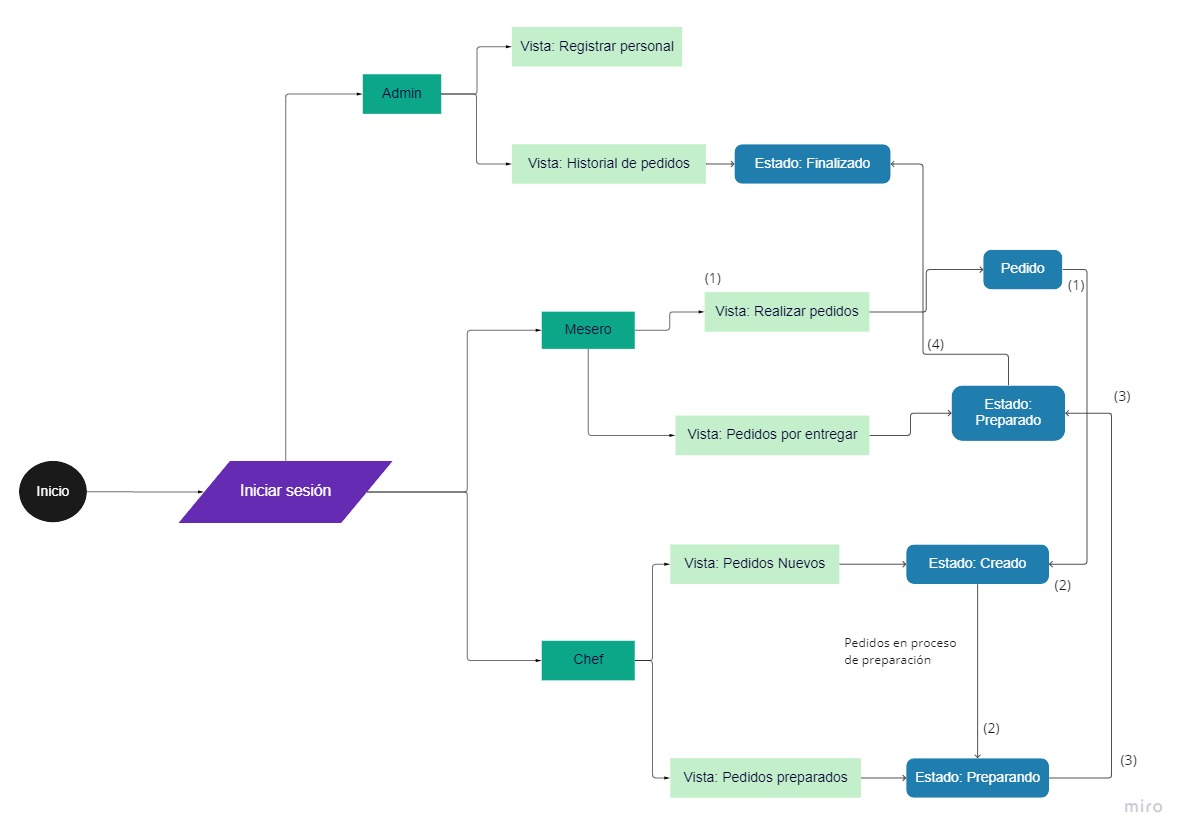 Vista: Registrar personal
Admin
Vista: Historial de pedidos
Estado: Finalizado
Pedido
(1)
(1)
Vista: Realizar pedidos
Mesero
(4)
Estado:
Preparado
(3)
Vista: Pedidos por entregar
Inicio
Iniciar sesión
Vista: Pedidos Nuevos
Estado: Creado
(2)
Pedidos en proceso
de preparación
Chef
(2)
(3)
Vista: Pedidos preparados
Estado: Preparando
miro